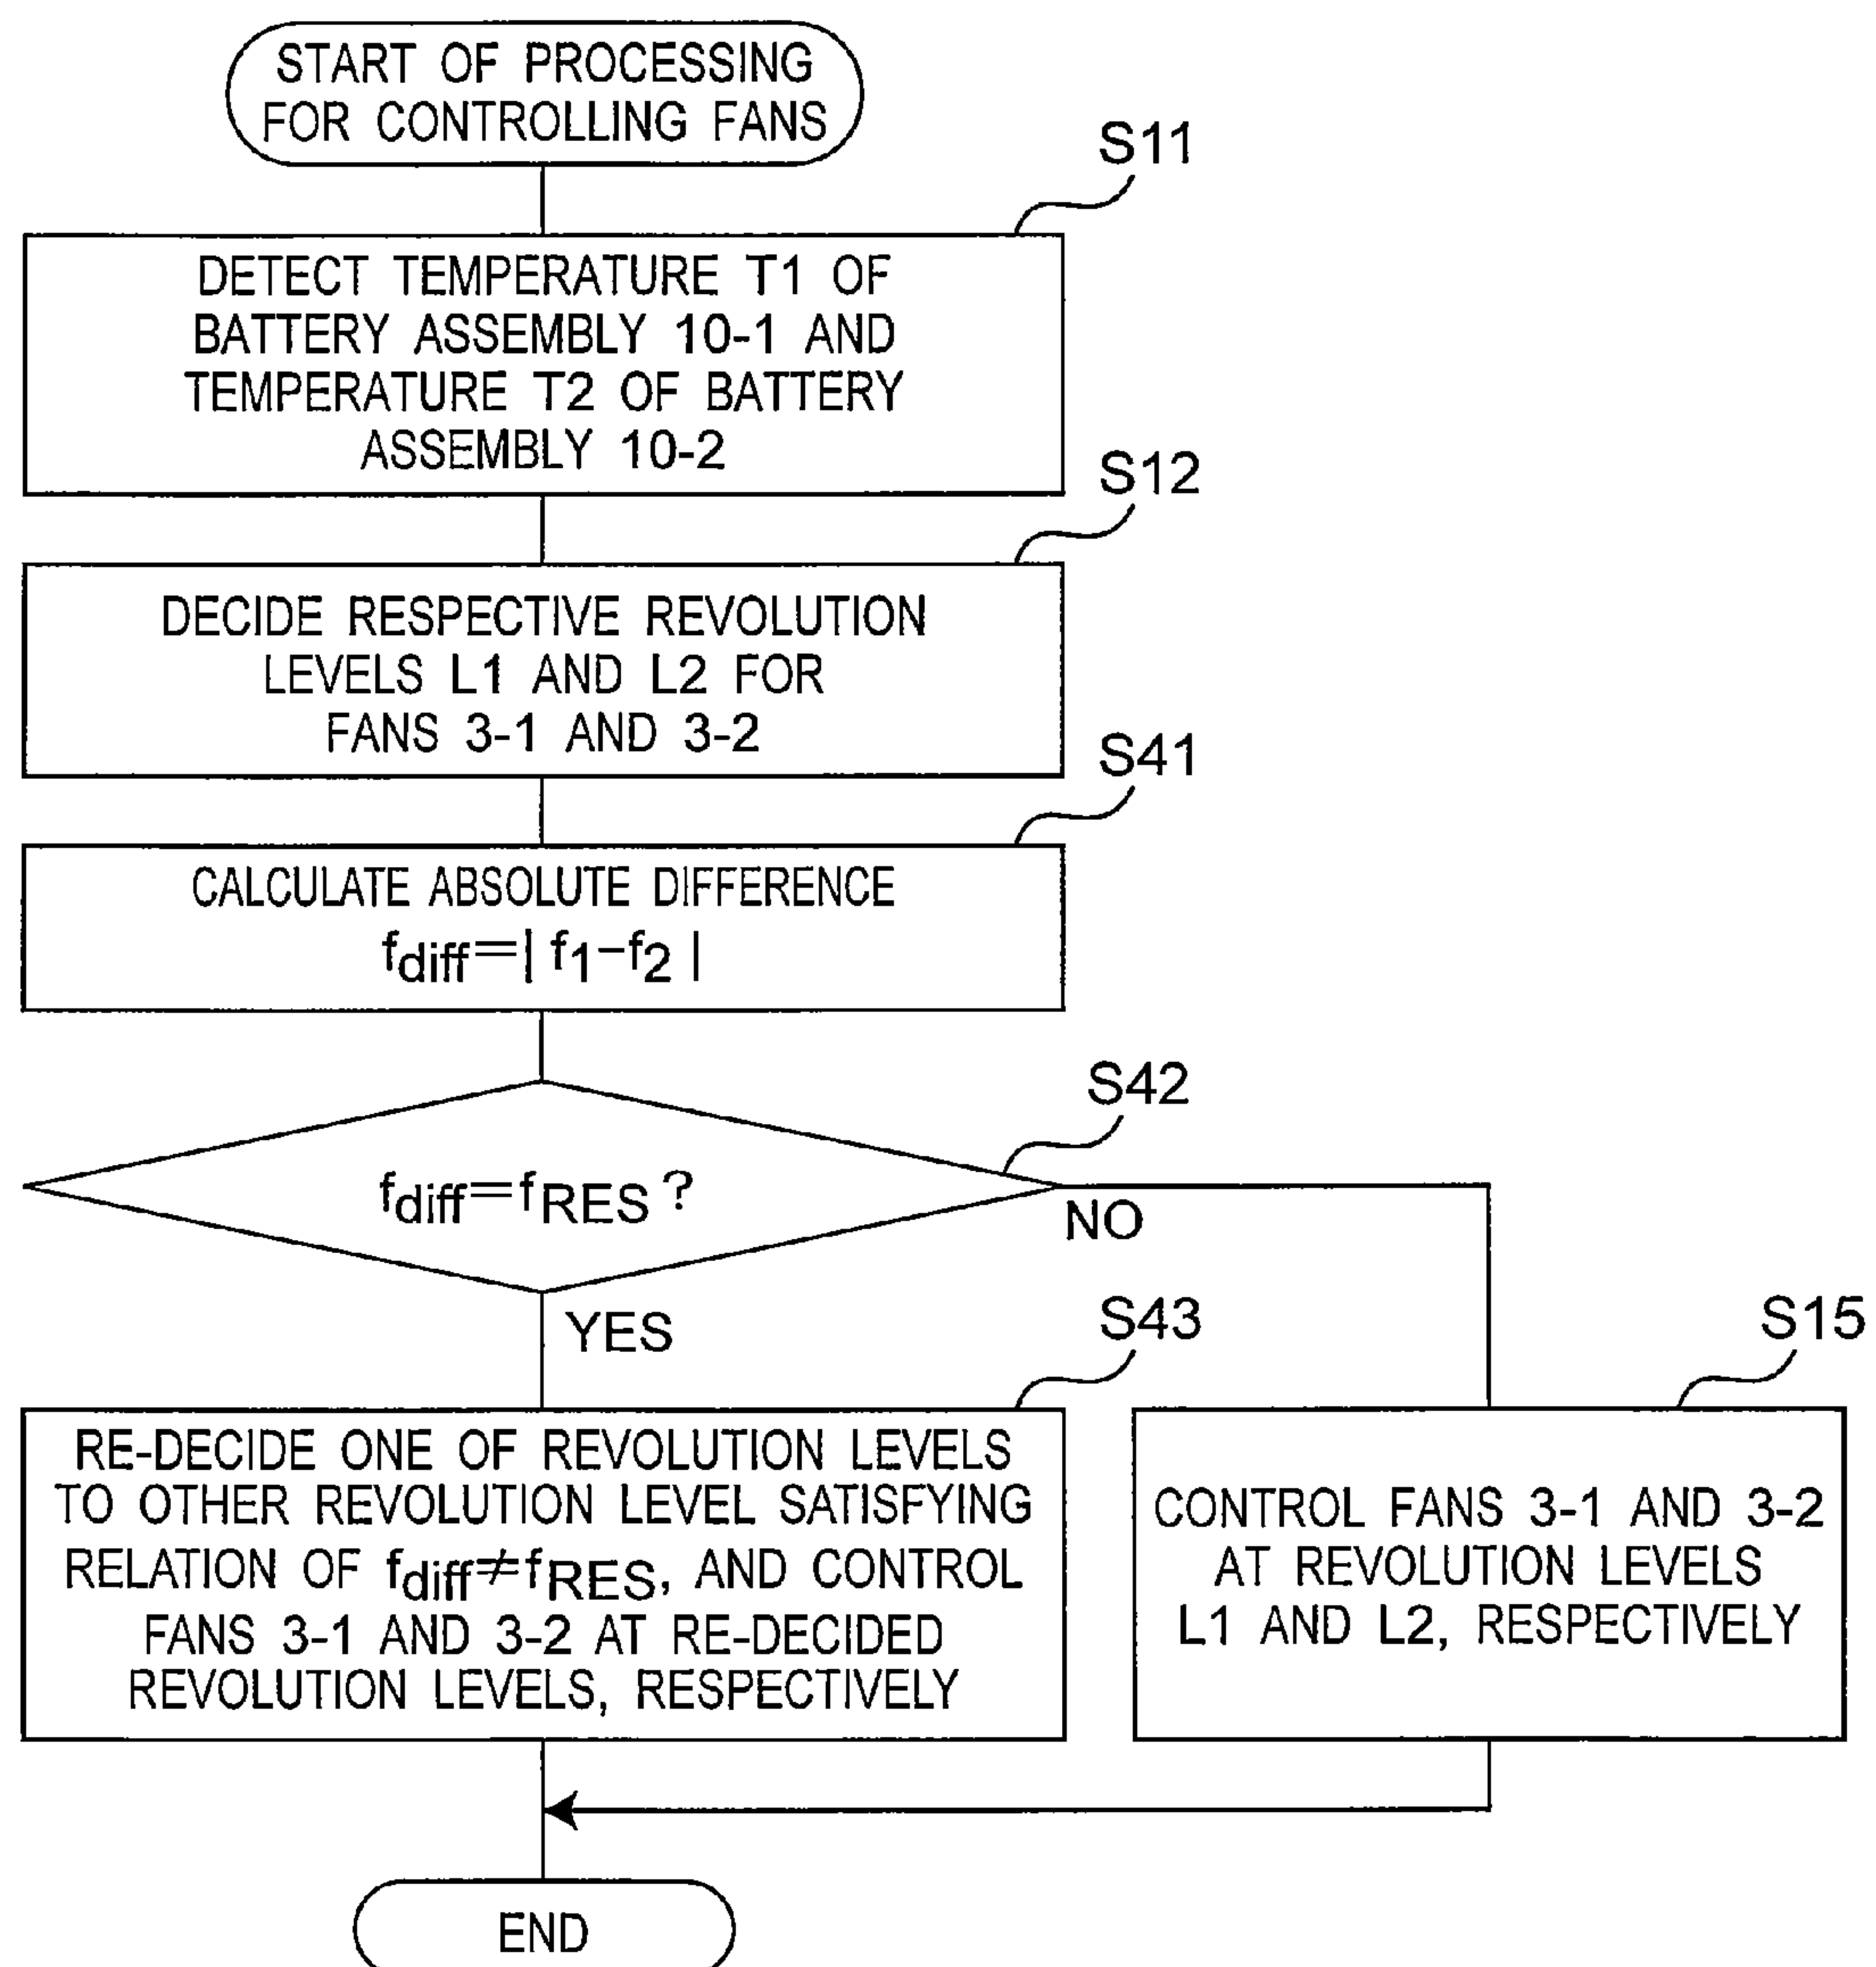 START OF PROCESSING
FOR CONTROLLING FANS
S11
DETECT TEMPERATURE T1 OF
BATTERY ASSEMBLY 10-1 AND
TEMPERATURE T2 OF BATTERY
ASSEMBLY 10-2
S12
DECIDE RESPECTIVE REVOLUTION
LEVELS L1 AND L2 FOR
FANS 3-1 AND 3-2
S41
CALCULATE ABSOLUTE DIFFERENCE
fdiff=|f1-f2|
S42
fdiff=fRES?
NO
YES
S43
RE-DECIDE ONE OF REVOLUTION LEVELS
TO OTHER REVOLUTION LEVEL SATISFYING
RELATION OF fdiff≠fRES, AND CONTROL
FANS 3-1 AND 3-2 AT RE-DECIDED
REVOLUTION LEVELS, RESPECTIVELY
S15
CONTROL FANS 3-1 AND 3-2
AT REVOLUTION LEVELS
L1 AND L2, RESPECTIVELY
END